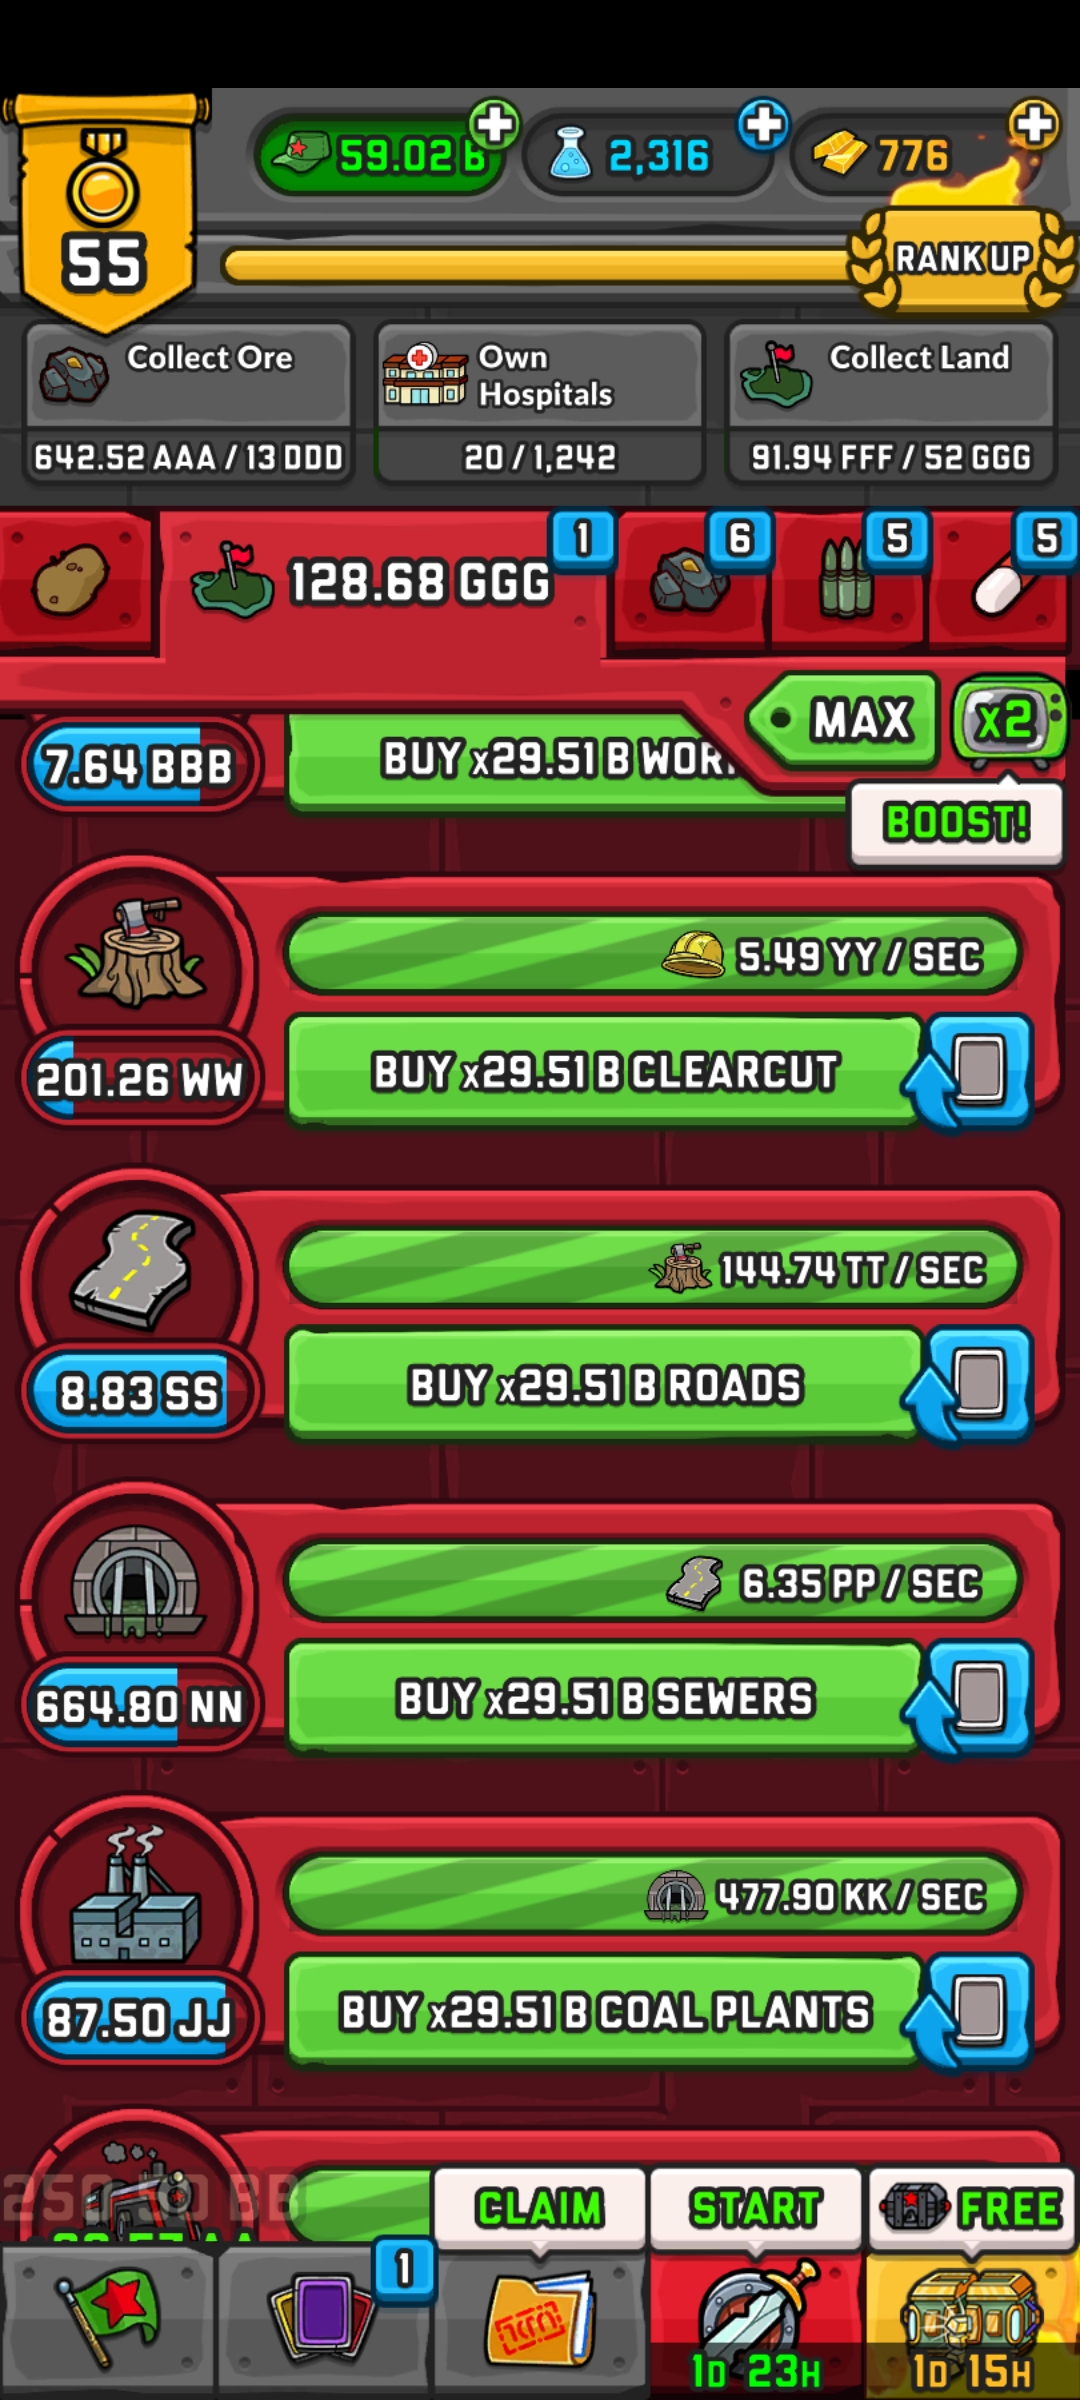 55
59.02 B
2,316
776
RANK UP
Collect Ore
642.52 AAA / 13 DDD
Own
Hospitals
20 / 1,242
Collect Land
91.94 FFF / 52 GGG
128.68 GGG
1
6
5
5
MAX
x2
BOOST!
7.64 BBB
BUY x29.51 B WOR
5.49 YY / SEC
201.26 WW
BUY x29.51 B CLEARCUT
144.74 TT / SEC
8.83 SS
BUY x29.51 B ROADS
6.35 PP / SEC
664.80 NN
BUY x29.51 B SEWERS
477.90 KK / SEC
87.50 JJ
BUY x29.51 B COAL PLANTS
CLAIM
START
FREE
1
1D 23H
1D 15H